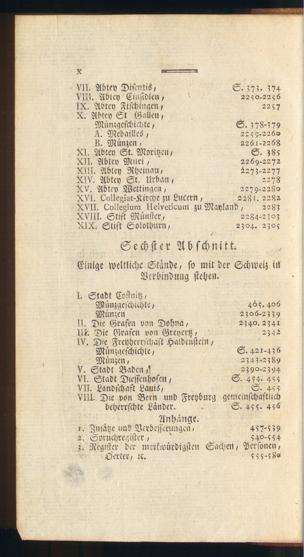 X
VII. Abtey Disentis, S. 373. 374
VIII. Abtey Einsidlen, 2250-2256
IX. Abtey Fischingen, 2257
X. Abtey St Gallen,
Münzgeschichte, S. 378-379
A. Medailles, 2259-2260
B. Münzen, 2261-2268
XI. Abtey St. Moritzen, S. 385
XII. Abtey Muri, 2269-2272
XIII. Abtey Rheinau, 2273-2277
XIV. Abtey St. Urban, 2278
XV. Abtey Wettingen, 2279-2280
XVI. Collegiat-Kirche zu Lucern, 2281. 2282
XVII. Collegium Helveticum zu Mayland, 2283
XVIII. Stift Münster, 2284-2303
XIX. Stift Solothurn, 2304. 2305
Sechster Abschnitt.
Einige weltliche Stände, so mit der Schweiz in
Verbindung stehen.
I. Stadt Costnitz,
Münzgeschichte, 405. 406
Münzen 2306-2339
II. Die Grafen von Dohna, 2340. 2341
III. Die Grafen von Greyerz, 2342
IV. Die Freyherrschaft Haldenstein,
Münzgeschichte, S. 421-436
Münzen, 2343-2389
V. Stadt Baden, 2390-2394
VI. Stadt Diessenhofen, S. 454. 455
VII. Landschaft Lauis, S. 455
VIII. Die von Bern und Freyburg gemeinschaftlich
beherrschte Länder. S. 455. 456
Anhänge.
1. Zusätze und Verbesserungen, 457-539
2. Spruchregister, 540-554
3. Register der merkwürdigsten Sachen, Personen,
Oerter, ꝛc. 555-580